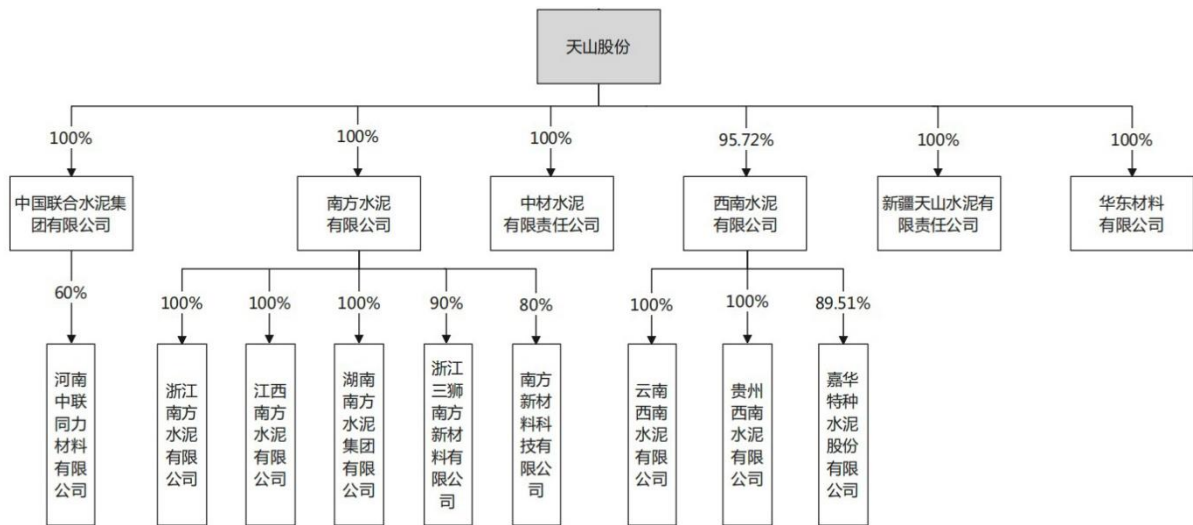 天山股份
100%
100%
100%
95.72%
100%
100%
中国联合水泥集
团有限公司
南方水泥
有限公司
中材水泥
有限责任公司
西南水泥
有限公司
新疆天山水泥有
限责任公司
华东材料
有限公司
60%
100%
100%
100%
90%
80%
100%
100%
89.51%
河南
中联
同力
材料
有限
公司
浙江
南方
水泥
有限
公司
江西
南方
水泥
有限
公司
湖南
南方
水泥
集团
有限
公司
浙江
三狮
南方
新材
料有
限公
司
南方
新材
料科
技有
限公
司
云南
西南
水泥
有限
公司
贵州
西南
水泥
有限
公司
嘉华
特种
水泥
股份
有限
公司